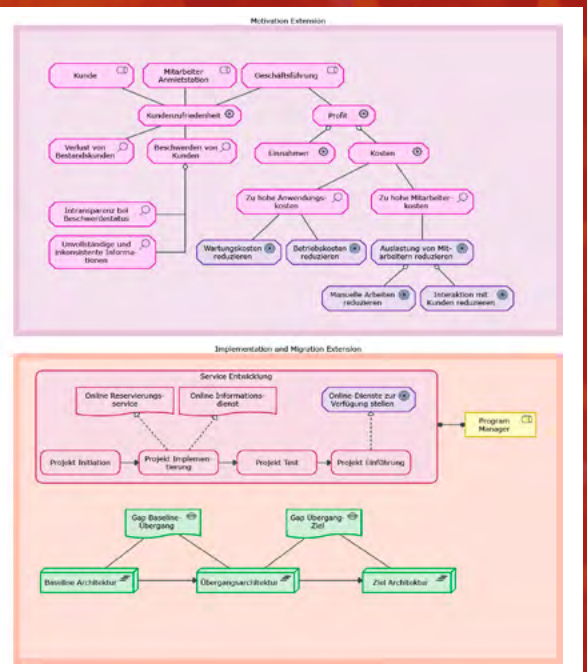 Motivation Extension
Kunde
Mitarbeiter
Anmietstation
Geschäftsführung
Kundenzufriedenheit
Profit
Verlust von
Bestandskunden
Beschwerden von
Kunden
Einnahmen
Kosten
Intransparenz bei
Beschwerdestatus
Zu hohe Anwendungs-
kosten
Zu hohe Mitarbeiter-
kosten
Unvollständige und
inkonsistente Informa-
tionen
Wartungskosten
reduzieren
Betriebskosten
reduzieren
Auslastung von Mit-
arbeitern reduzieren
Manuelle Arbeiten
reduzieren
Interaktion mit
Kunden reduzieren
Implementation and Migration Extension
Service Entwicklung
Online Reservierungs-
service
Online Informations-
dienst
Online-Dienste zur
Verfügung stellen
Program
Manager
Projekt Initiation
Projekt Implemen-
tierung
Projekt Test
Projekt Einführung
Gap Baseline-
Übergang
Gap Übergang-
Ziel
Baseline Architektur
Übergangsarchitektur
Ziel Architektur